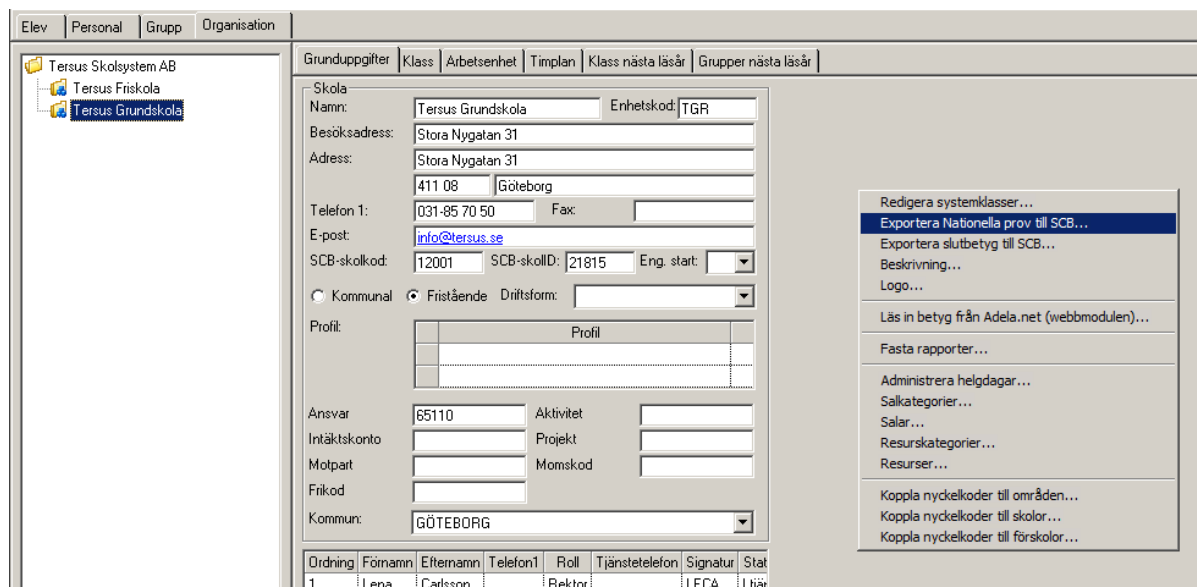 Elev Personal Grupp Organisation
Tersus Skolsystem AB
Tersus Friskola
Tersus Grundskola
Grunduppgifter Klass Arbetsenhet Timplan Klass nästa läsår Grupper nästa läsår
Skola
Namn: Tersus Grundskola Enhetskod: TGR
Besöksadress: Stora Nygatan 31
Adress: Stora Nygatan 31
411 08 Göteborg
Telefon 1: 031-85 70 50 Fax:
E-post: info@tersus.se
SCB-skolkod: 12001 SCB-skolID: 21815 Eng. start:
Kommunal Fristående Driftsform:
Profil: Profil
Ansvar 65110 Aktivitet
Intäktskonto Projekt
Motpart Momskod
Frikod
Kommun: GÖTEBORG
Ordning Förnamn Efternamn Telefon1 Roll Tjänstetelefon Signatur Stat
1 Lena Carlsson Rektor LECA
Redigera systemklasser...
Exportera Nationella prov till SCB...
Exportera slutbetyg till SCB...
Beskrivning...
Logo...
Läs in betyg från Adela.net (webbmodulen)...
Fasta rapporter...
Administrera helgdagar...
Salkategorier...
Salar...
Resurskategorier...
Resurser...
Koppla nyckelkoder till områden...
Koppla nyckelkoder till skolor...
Koppla nyckelkoder till förskolor...